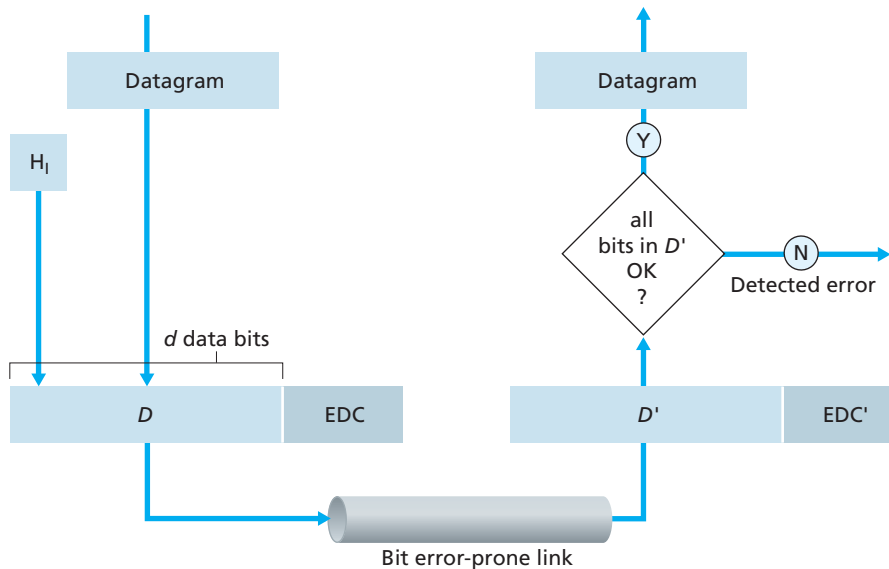 Datagram
Datagram
H_l
Y
all
bits in D'
OK
?
N
Detected error
d data bits
D
EDC
D'
EDC'
Bit error-prone link